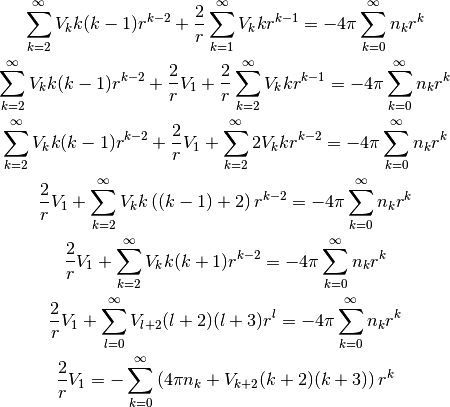 $\sum_{k=2}^{\infty} V_k k(k-1)r^{k-2} + \frac{2}{r}\sum_{k=1}^{\infty} V_k k r^{k-1} = -4\pi \sum_{k=0}^{\infty} n_k r^k$
$\sum_{k=2}^{\infty} V_k k(k-1)r^{k-2} + \frac{2}{r}V_1 + \frac{2}{r}\sum_{k=2}^{\infty} V_k k r^{k-1} = -4\pi \sum_{k=0}^{\infty} n_k r^k$
$\sum_{k=2}^{\infty} V_k k(k-1)r^{k-2} + \frac{2}{r}V_1 + \sum_{k=2}^{\infty} 2V_k k r^{k-2} = -4\pi \sum_{k=0}^{\infty} n_k r^k$
$\frac{2}{r}V_1 + \sum_{k=2}^{\infty} V_k k\left((k-1)+2\right)r^{k-2} = -4\pi \sum_{k=0}^{\infty} n_k r^k$
$\frac{2}{r}V_1 + \sum_{k=2}^{\infty} V_k k(k+1)r^{k-2} = -4\pi \sum_{k=0}^{\infty} n_k r^k$
$\frac{2}{r}V_1 + \sum_{l=0}^{\infty} V_{l+2}(l+2)(l+3)r^l = -4\pi \sum_{k=0}^{\infty} n_k r^k$
$\frac{2}{r}V_1 = -\sum_{k=0}^{\infty} \left(4\pi n_k + V_{k+2}(k+2)(k+3)\right)r^k$